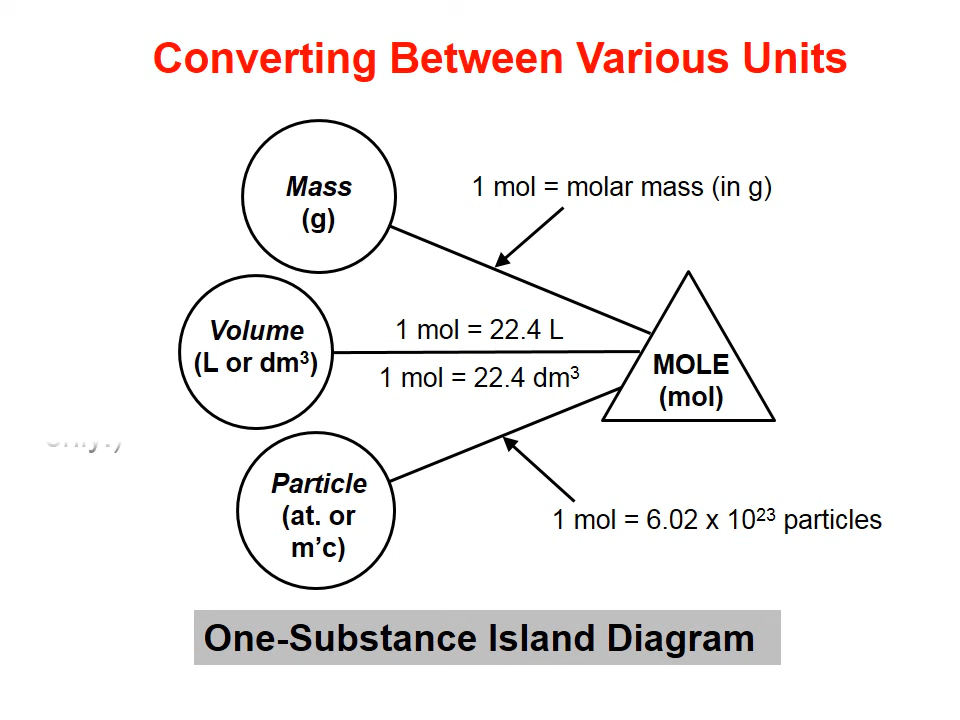 Converting Between Various Units
Mass
(g)
1 mol = molar mass (in g)
Volume
(L or dm³)
1 mol = 22.4 L
1 mol = 22.4 dm³
MOLE
(mol)
Particle
(at. or
m’c)
1 mol = 6.02 x 10²³ particles
One-Substance Island Diagram